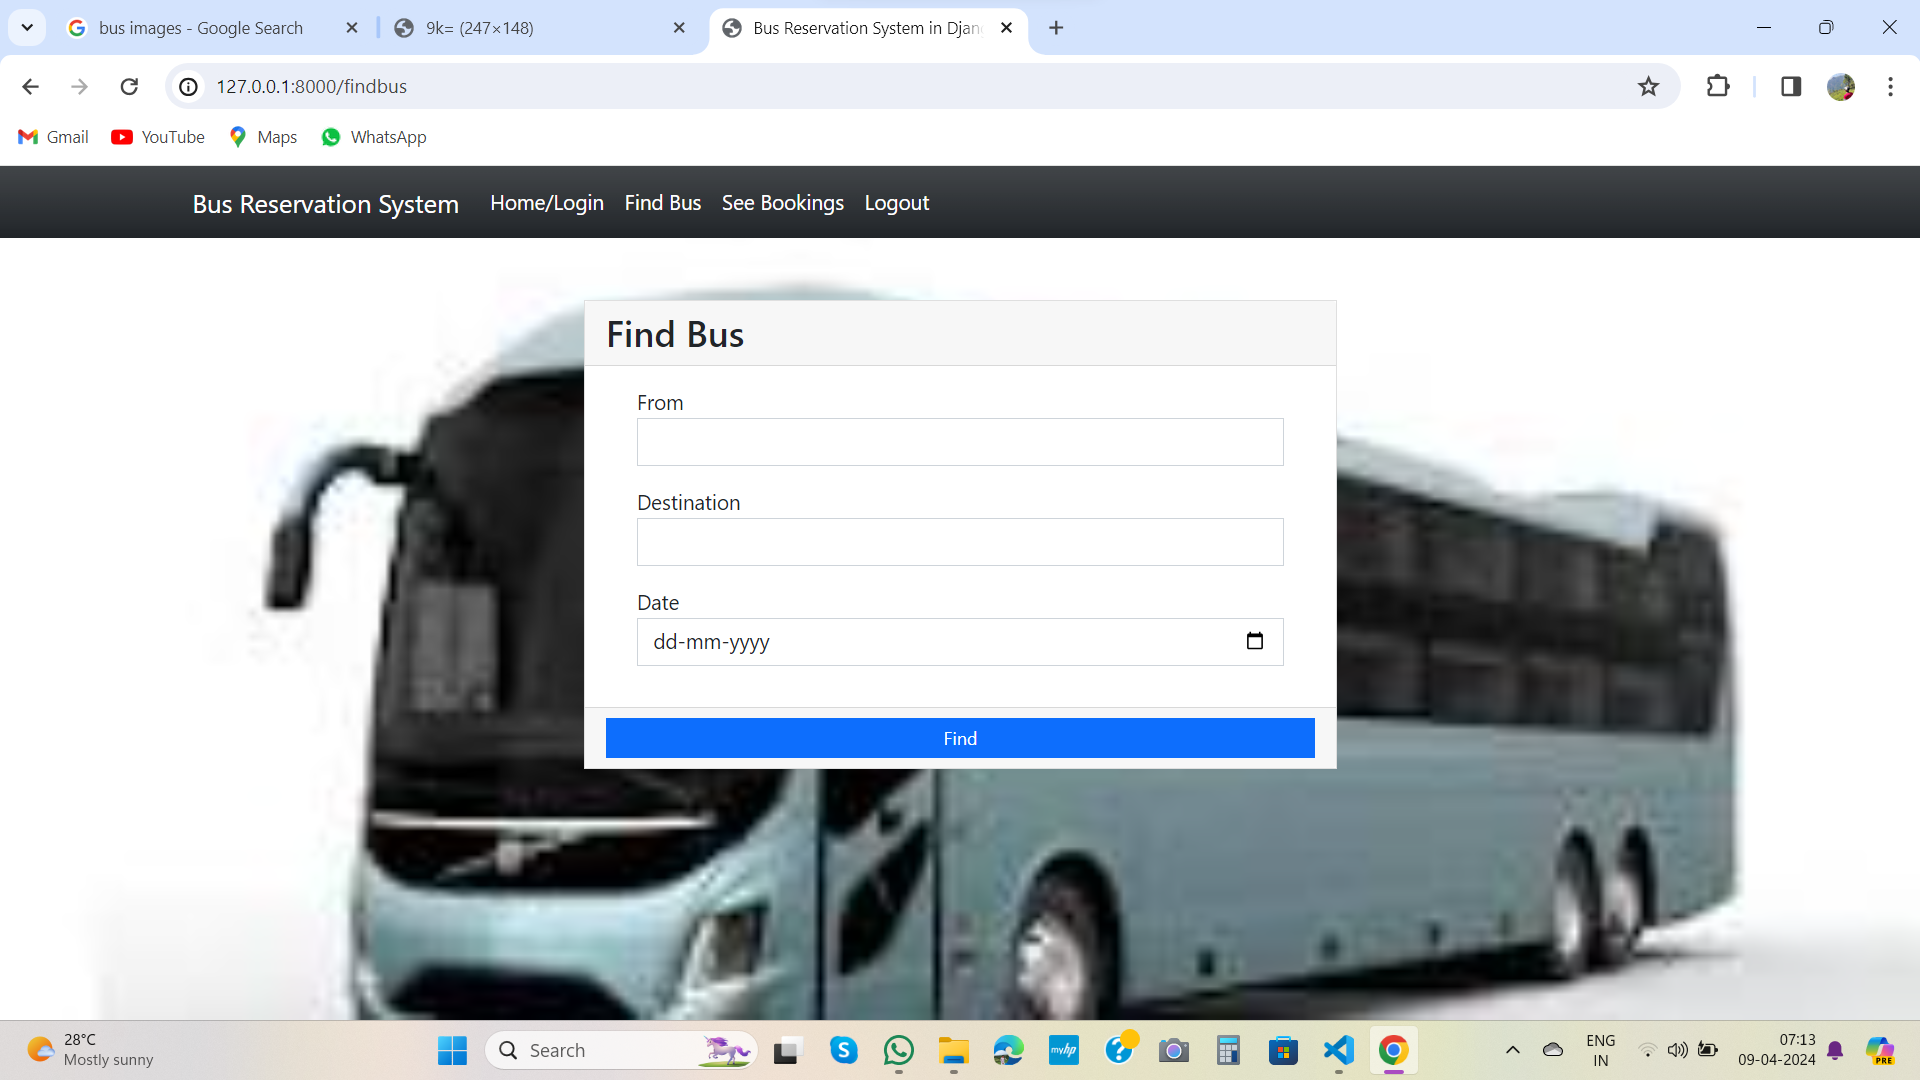 bus images - Google Search
9k= (247×148)
Bus Reservation System in Djan
127.0.0.1:8000/findbus
Gmail
YouTube
Maps
WhatsApp
Bus Reservation System
Home/Login
Find Bus
See Bookings
Logout
Find Bus
From
Destination
Date
dd-mm-yyyy
Find
28°C
Mostly sunny
Search
myhp
ENG
IN
07:13
09-04-2024
PRE